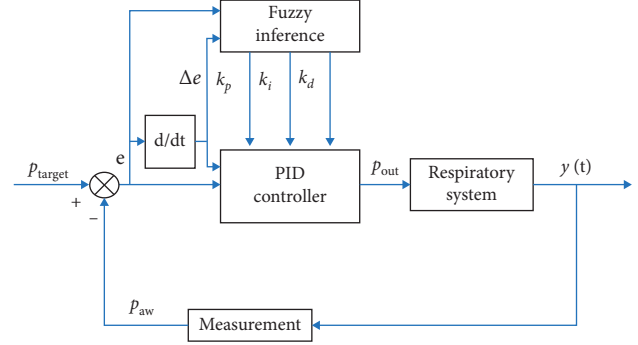 Fuzzy
inference
Δe
k_p
k_i
k_d
d/dt
e
p_target
+
−
PID
controller
p_out
Respiratory
system
y (t)
p_aw
Measurement